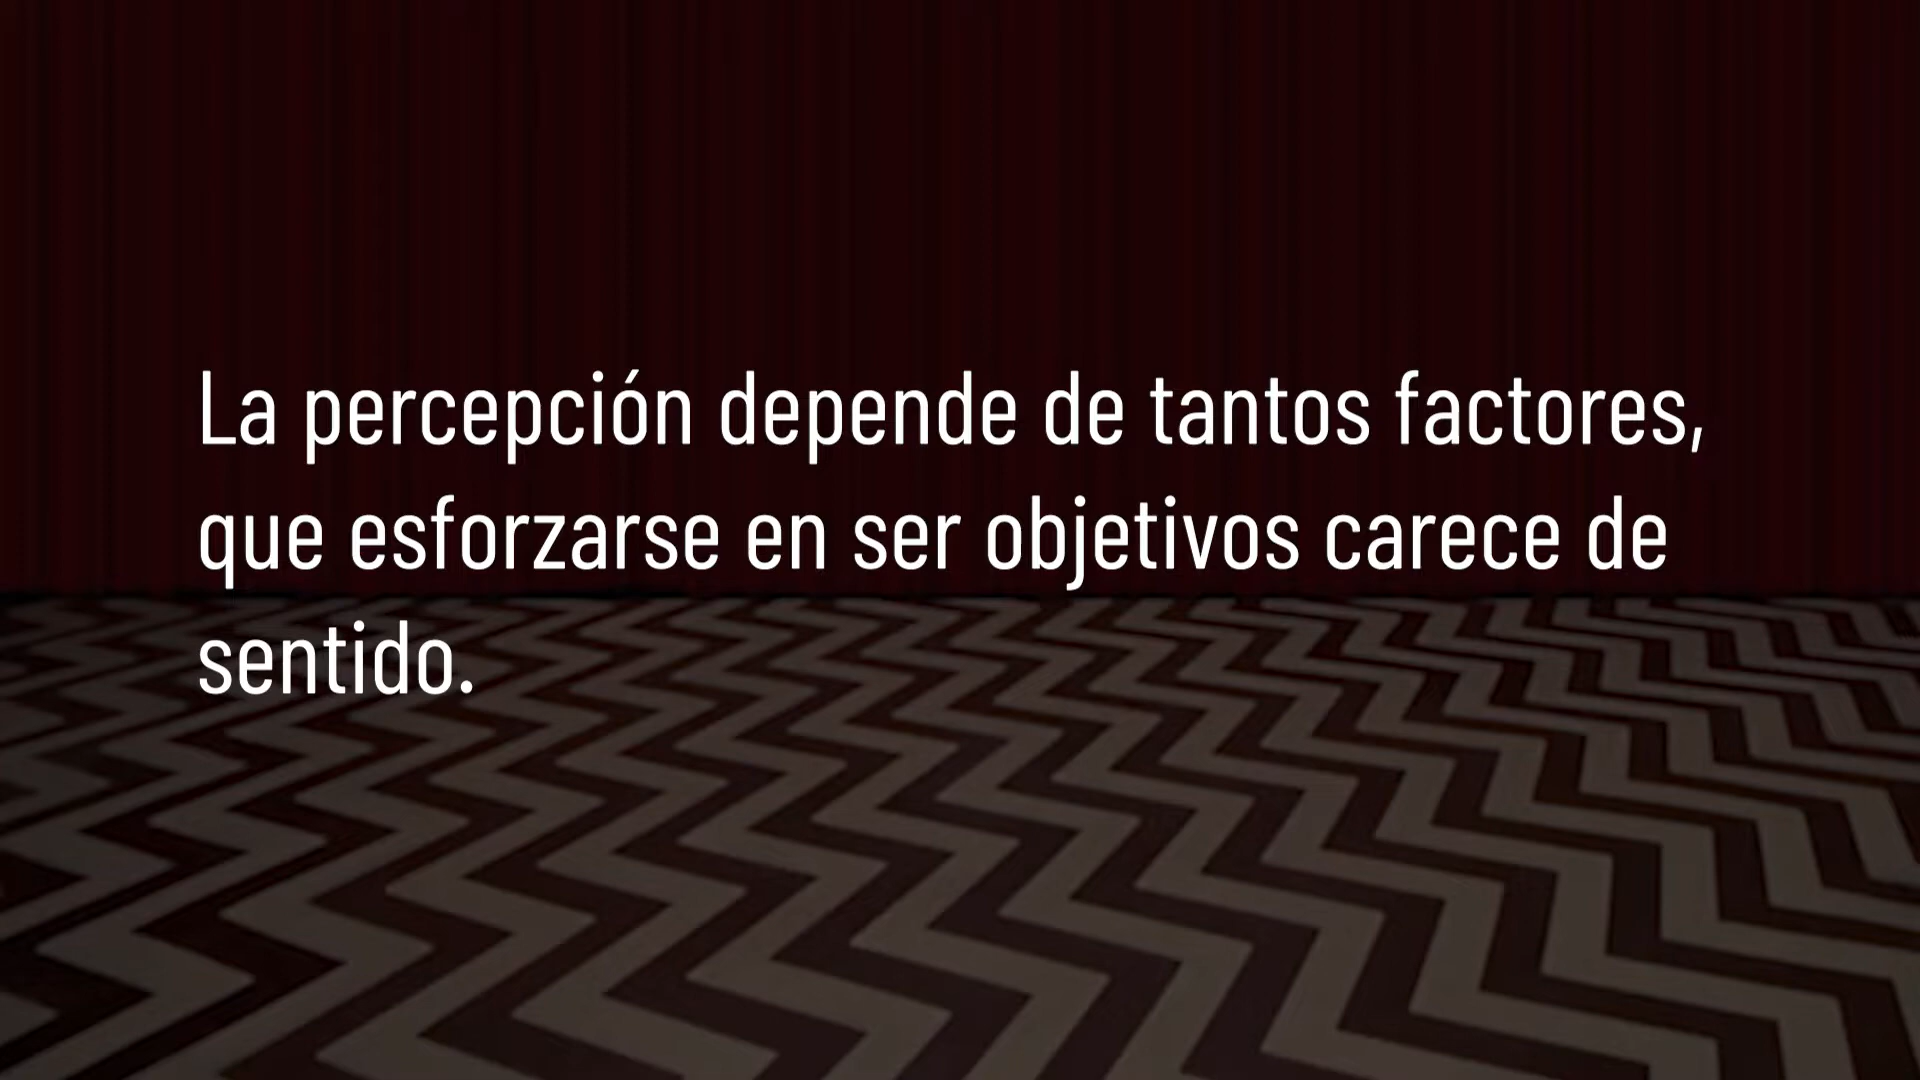 La percepción depende de tantos factores,
que esforzarse en ser objetivos carece de
sentido.